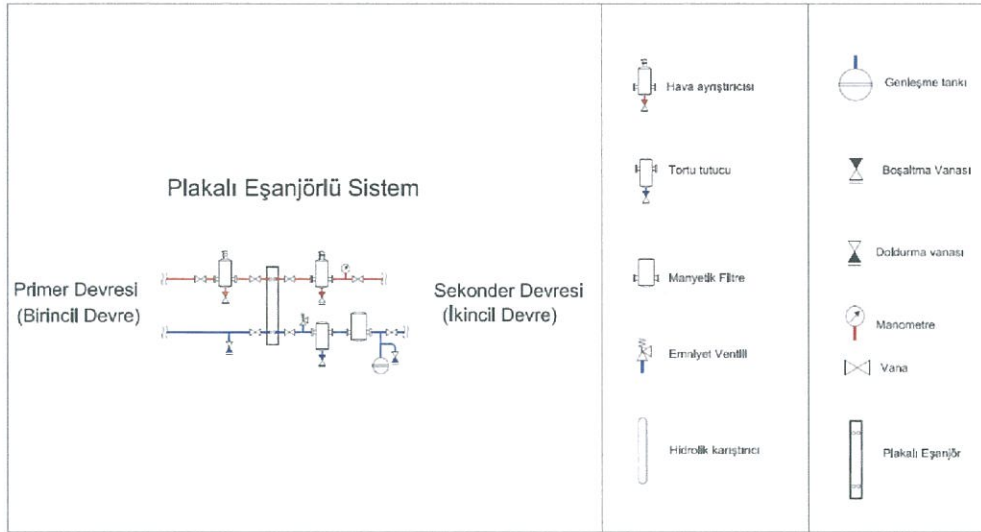 Plakalı Eşanjörlü Sistem
Primer Devresi
(Birincil Devre)
Sekonder Devresi
(İkincil Devre)
Hava ayrıştırıcısı
Tortu tutucu
Manyetik Filtre
Emniyet Ventili
Hidrolik karıştırıcı
Genleşme tankı
Boşaltma Vanası
Doldurma vanası
Manometre
Vana
Plakalı Eşanjör